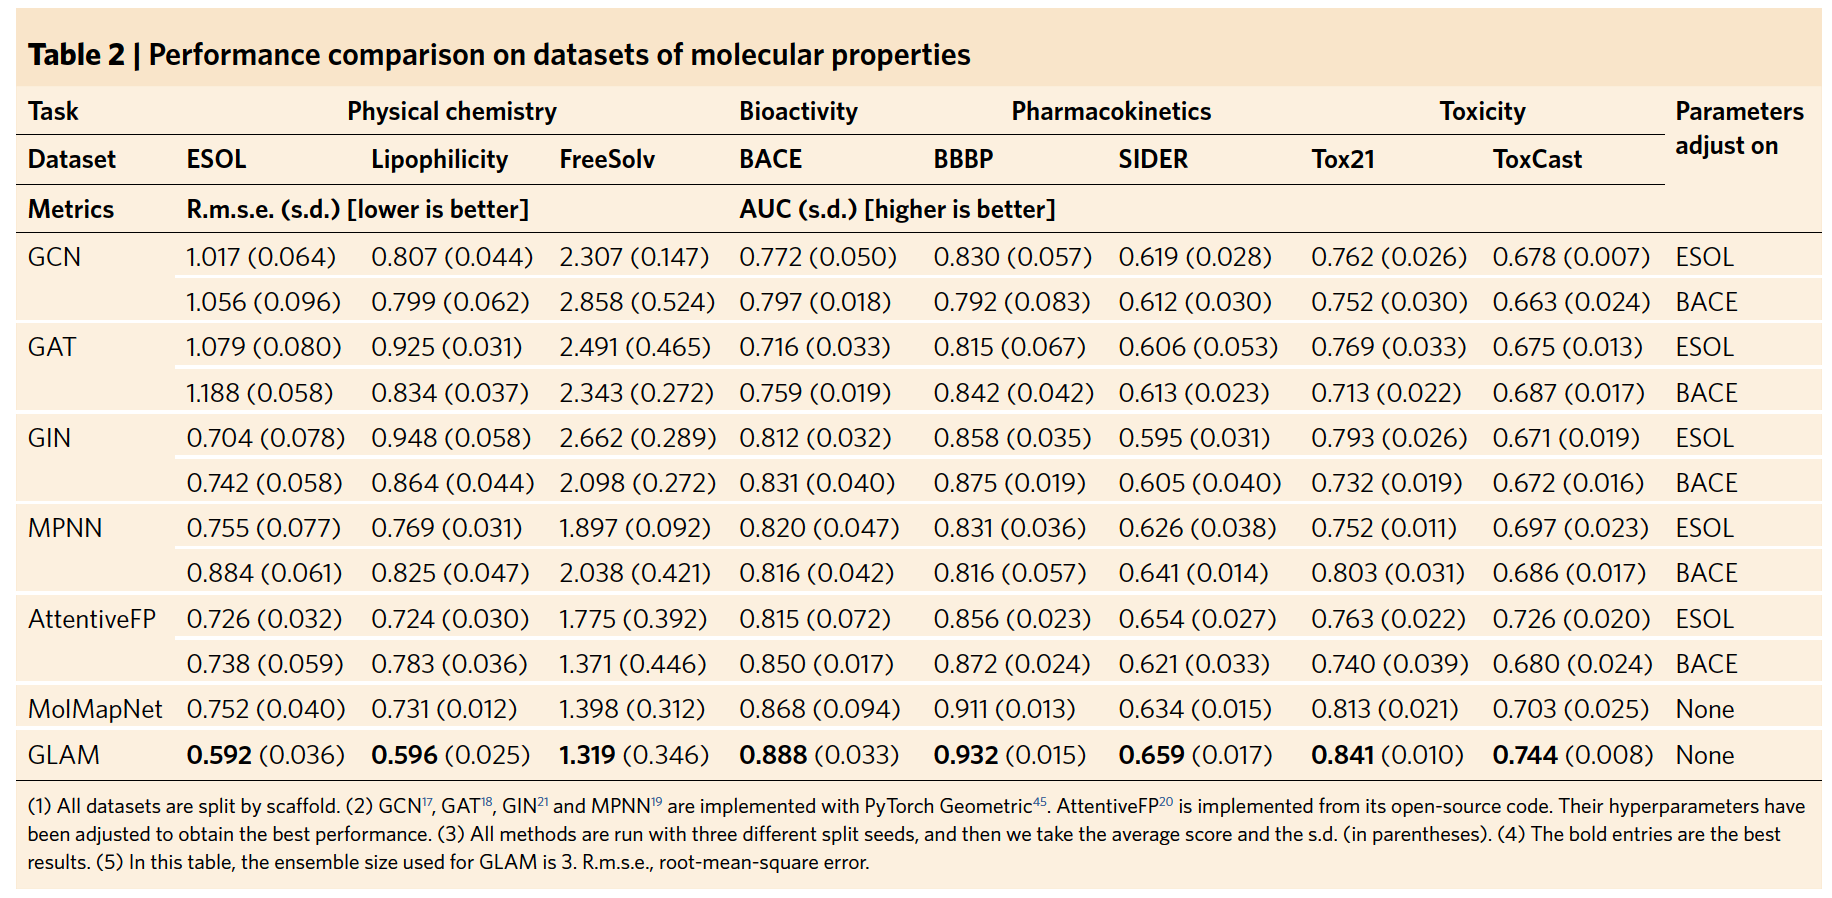 Table 2 | Performance comparison on datasets of molecular properties
Task Physical chemistry Bioactivity Pharmacokinetics Toxicity Parameters adjust on
Dataset ESOL Lipophilicity FreeSolv BACE BBBP SIDER Tox21 ToxCast
Metrics R.m.s.e. (s.d.) [lower is better] AUC (s.d.) [higher is better]
GCN 1.017 (0.064) 0.807 (0.044) 2.307 (0.147) 0.772 (0.050) 0.830 (0.057) 0.619 (0.028) 0.762 (0.026) 0.678 (0.007) ESOL
1.056 (0.096) 0.799 (0.062) 2.858 (0.524) 0.797 (0.018) 0.792 (0.083) 0.612 (0.030) 0.752 (0.030) 0.663 (0.024) BACE
GAT 1.079 (0.080) 0.925 (0.031) 2.491 (0.465) 0.716 (0.033) 0.815 (0.067) 0.606 (0.053) 0.769 (0.033) 0.675 (0.013) ESOL
1.188 (0.058) 0.834 (0.037) 2.343 (0.272) 0.759 (0.019) 0.842 (0.042) 0.613 (0.023) 0.713 (0.022) 0.687 (0.017) BACE
GIN 0.704 (0.078) 0.948 (0.058) 2.662 (0.289) 0.812 (0.032) 0.858 (0.035) 0.595 (0.031) 0.793 (0.026) 0.671 (0.019) ESOL
0.742 (0.058) 0.864 (0.044) 2.098 (0.272) 0.831 (0.040) 0.875 (0.019) 0.605 (0.040) 0.732 (0.019) 0.672 (0.016) BACE
MPNN 0.755 (0.077) 0.769 (0.031) 1.897 (0.092) 0.820 (0.047) 0.831 (0.036) 0.626 (0.038) 0.752 (0.011) 0.697 (0.023) ESOL
0.884 (0.061) 0.825 (0.047) 2.038 (0.421) 0.816 (0.042) 0.816 (0.057) 0.641 (0.014) 0.803 (0.031) 0.686 (0.017) BACE
AttentiveFP 0.726 (0.032) 0.724 (0.030) 1.775 (0.392) 0.815 (0.072) 0.856 (0.023) 0.654 (0.027) 0.763 (0.022) 0.726 (0.020) ESOL
0.738 (0.059) 0.783 (0.036) 1.371 (0.446) 0.850 (0.017) 0.872 (0.024) 0.621 (0.033) 0.740 (0.039) 0.680 (0.024) BACE
MolMapNet 0.752 (0.040) 0.731 (0.012) 1.398 (0.312) 0.868 (0.094) 0.911 (0.013) 0.634 (0.015) 0.813 (0.021) 0.703 (0.025) None
GLAM 0.592 (0.036) 0.596 (0.025) 1.319 (0.346) 0.888 (0.033) 0.932 (0.015) 0.659 (0.017) 0.841 (0.010) 0.744 (0.008) None
(1) All datasets are split by scaffold. (2) GCN17, GAT18, GIN21 and MPNN19 are implemented with PyTorch Geometric45. AttentiveFP20 is implemented from its open-source code. Their hyperparameters have
been adjusted to obtain the best performance. (3) All methods are run with three different split seeds, and then we take the average score and the s.d. (in parentheses). (4) The bold entries are the best
results. (5) In this table, the ensemble size used for GLAM is 3. R.m.s.e., root-mean-square error.